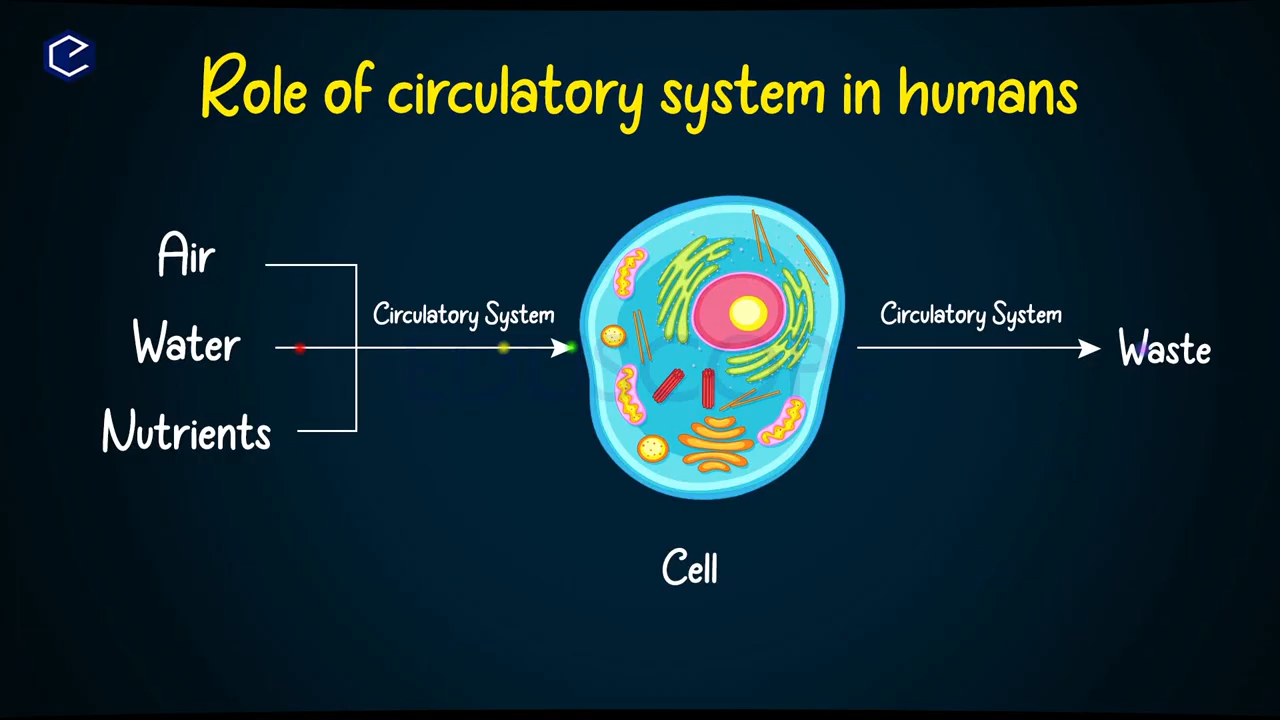 Role of circulatory system in humans
Air
Water
Nutrients
Circulatory System
Circulatory System
Waste
Cell